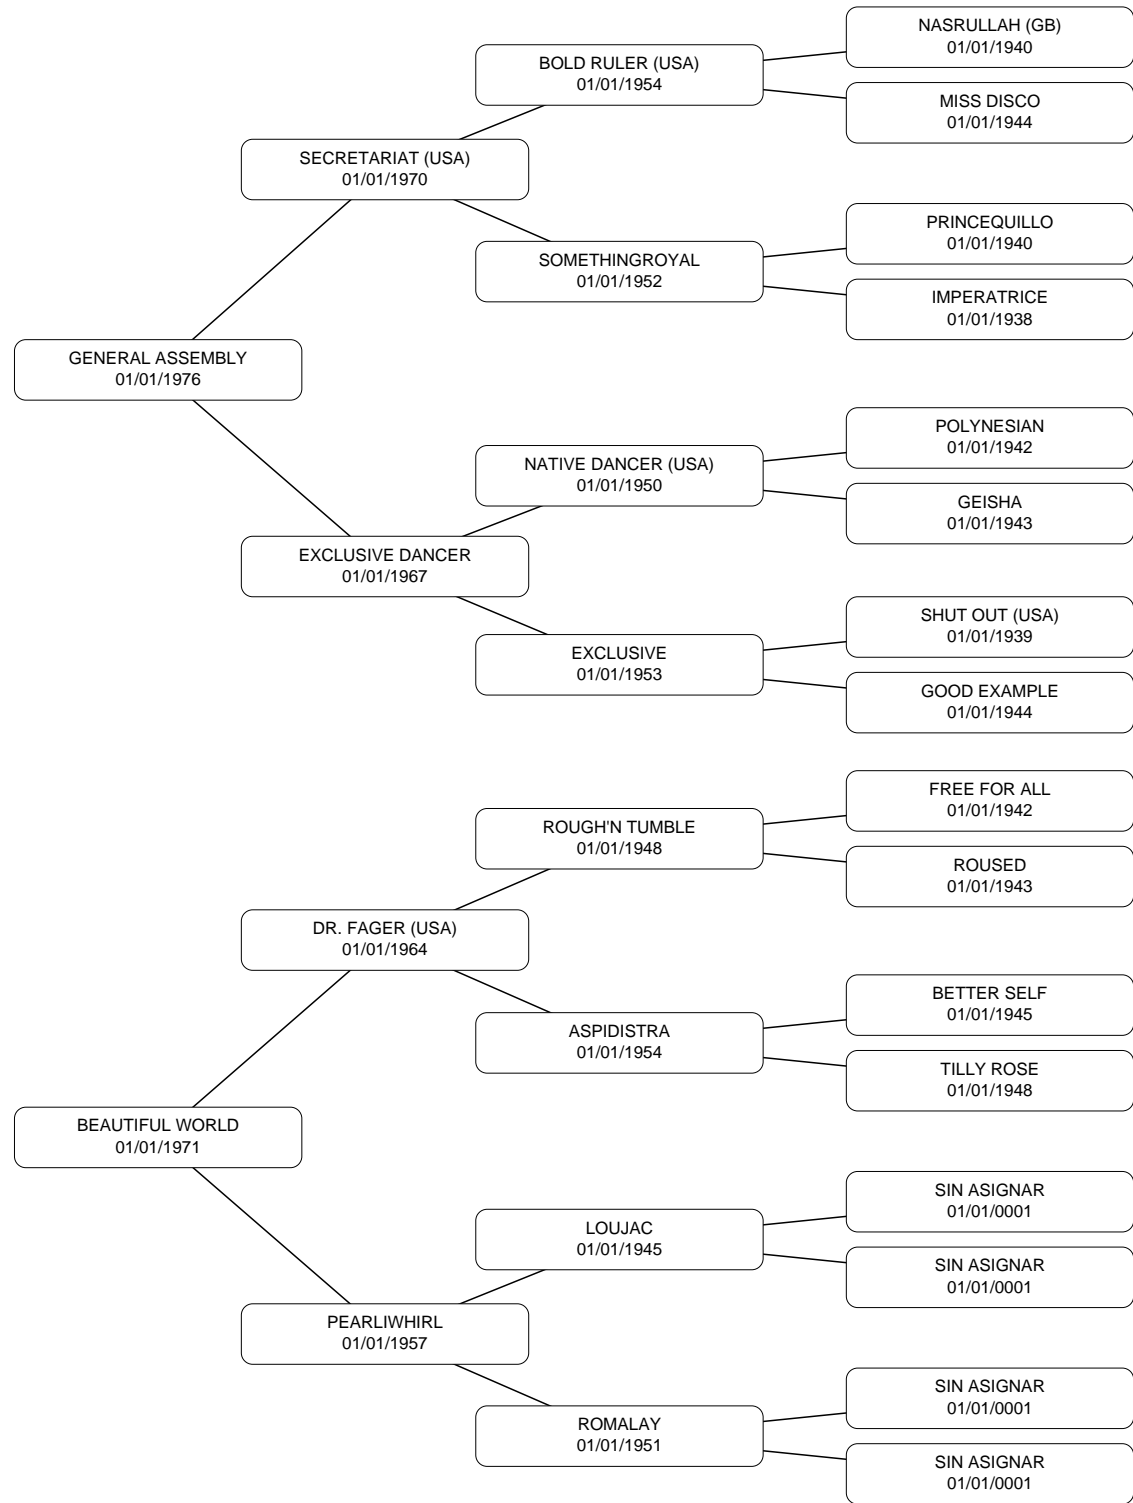 NASRULLAH (GB)
01/01/1940
BOLD RULER (USA)
01/01/1954
MISS DISCO
01/01/1944
SECRETARIAT (USA)
01/01/1970
PRINCEQUILLO
01/01/1940
SOMETHINGROYAL
01/01/1952
IMPERATRICE
01/01/1938
GENERAL ASSEMBLY
01/01/1976
POLYNESIAN
01/01/1942
NATIVE DANCER (USA)
01/01/1950
GEISHA
01/01/1943
EXCLUSIVE DANCER
01/01/1967
SHUT OUT (USA)
01/01/1939
EXCLUSIVE
01/01/1953
GOOD EXAMPLE
01/01/1944
FREE FOR ALL
01/01/1942
ROUGH'N TUMBLE
01/01/1948
ROUSED
01/01/1943
DR. FAGER (USA)
01/01/1964
BETTER SELF
01/01/1945
ASPIDISTRA
01/01/1954
TILLY ROSE
01/01/1948
BEAUTIFUL WORLD
01/01/1971
SIN ASIGNAR
01/01/0001
LOUJAC
01/01/1945
SIN ASIGNAR
01/01/0001
PEARLIWHIRL
01/01/1957
SIN ASIGNAR
01/01/0001
ROMALAY
01/01/1951
SIN ASIGNAR
01/01/0001